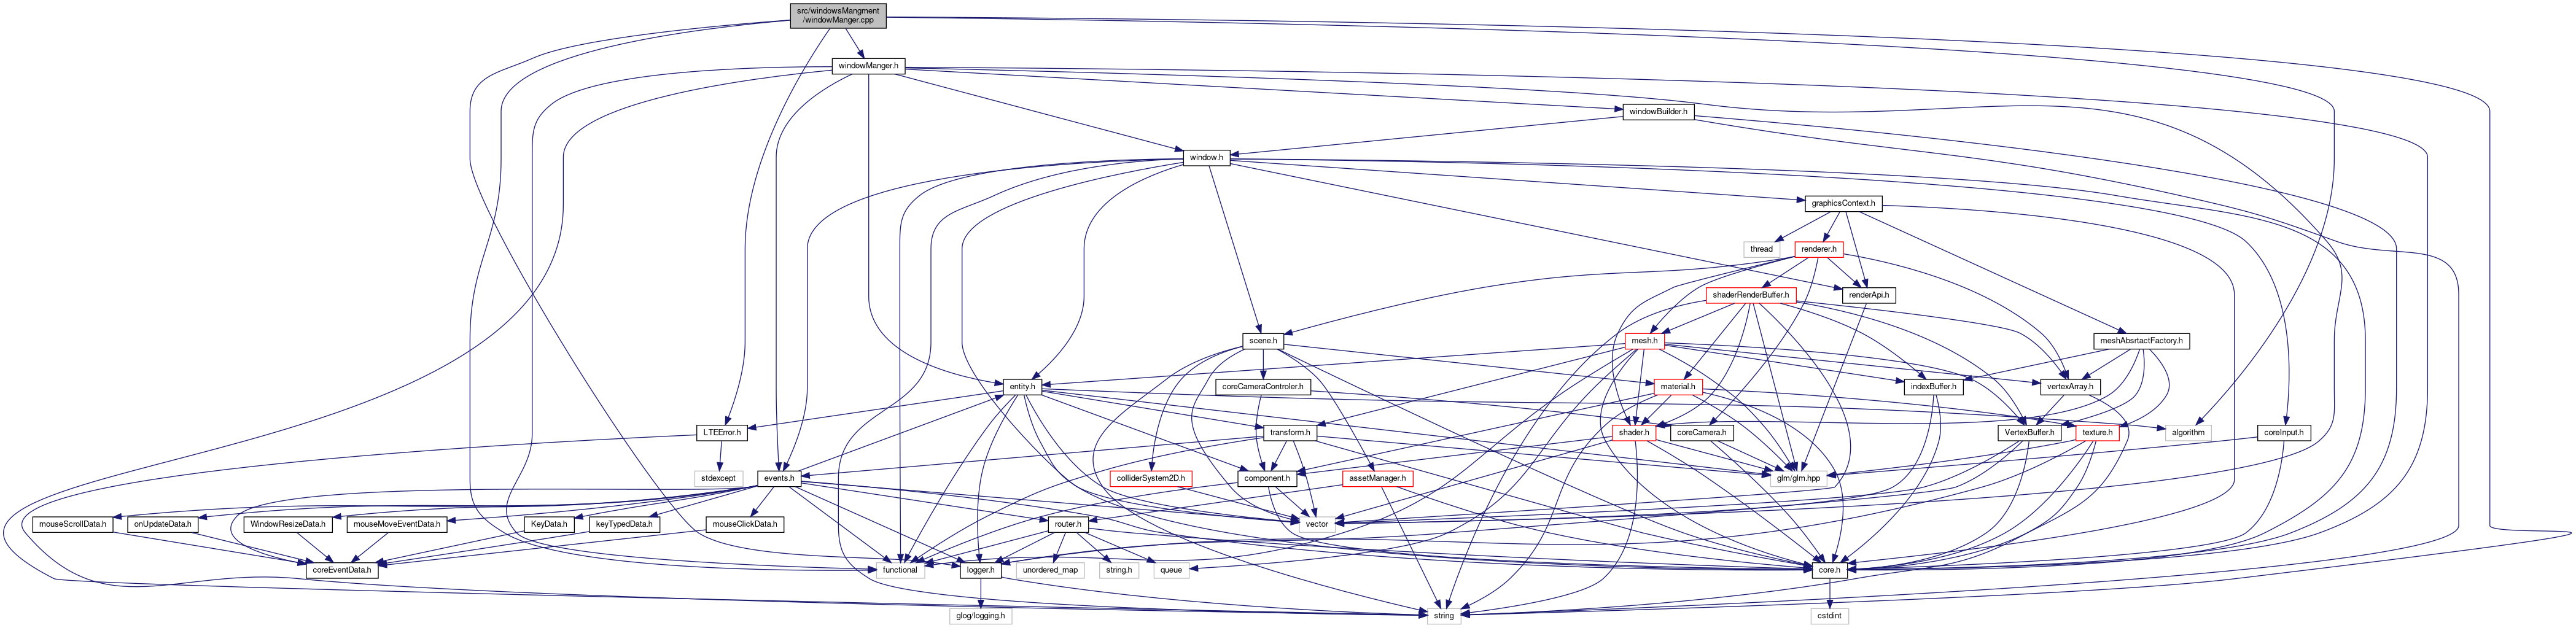 src/windowsMangment
/windowManger.cpp
windowManger.h
windowBuilder.h
window.h
graphicsContext.h
thread
renderer.h
shaderRenderBuffer.h
renderApi.h
scene.h
mesh.h
meshAbsrtactFactory.h
entity.h
coreCameraControler.h
material.h
indexBuffer.h
vertexArray.h
LTEError.h
transform.h
shader.h
coreCamera.h
VertexBuffer.h
texture.h
algorithm
coreInput.h
stdexcept
events.h
colliderSystem2D.h
component.h
assetManager.h
glm/glm.hpp
mouseScrollData.h
onUpdateData.h
WindowResizeData.h
mouseMoveEventData.h
KeyData.h
keyTypedData.h
mouseClickData.h
router.h
vector
coreEventData.h
functional
logger.h
unordered_map
string.h
queue
core.h
glog/logging.h
string
cstdint